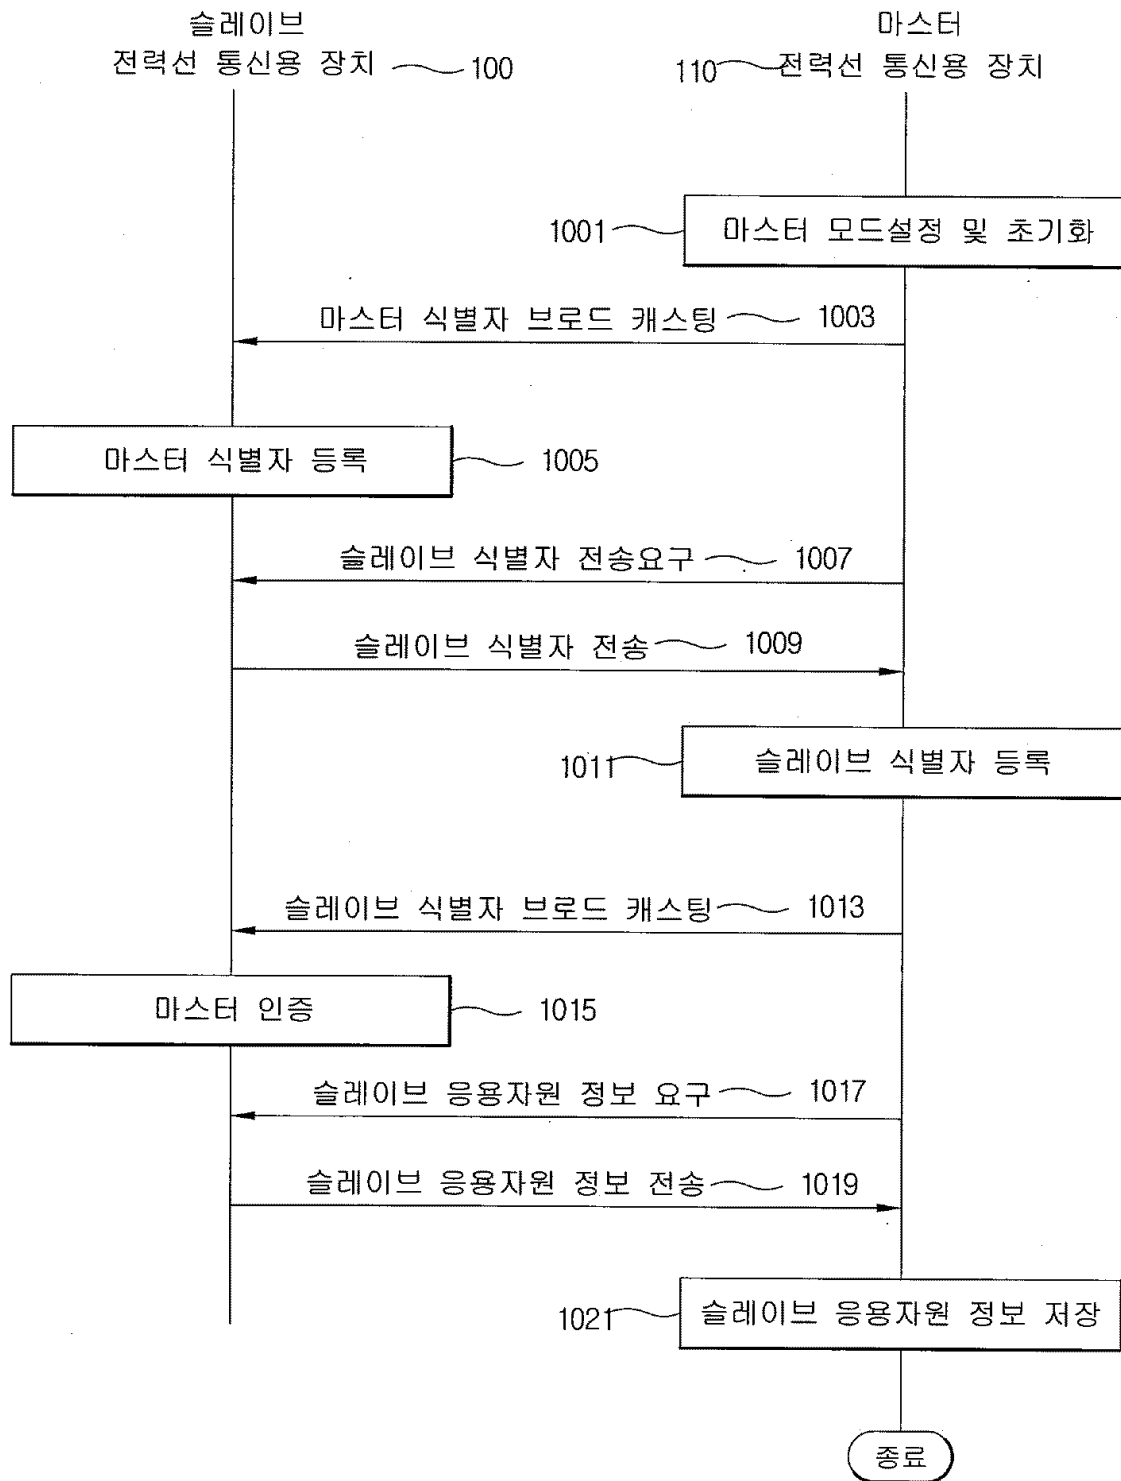 슬레이브
전력선 통신용 장치 100
마스터
110 전력선 통신용 장치
1001 마스터 모드설정 및 초기화
마스터 식별자 브로드 캐스팅 1003
마스터 식별자 등록 1005
슬레이브 식별자 전송요구 1007
슬레이브 식별자 전송 1009
1011 슬레이브 식별자 등록
슬레이브 식별자 브로드 캐스팅 1013
마스터 인증 1015
슬레이브 응용자원 정보 요구 1017
슬레이브 응용자원 정보 전송 1019
1021 슬레이브 응용자원 정보 저장
종료